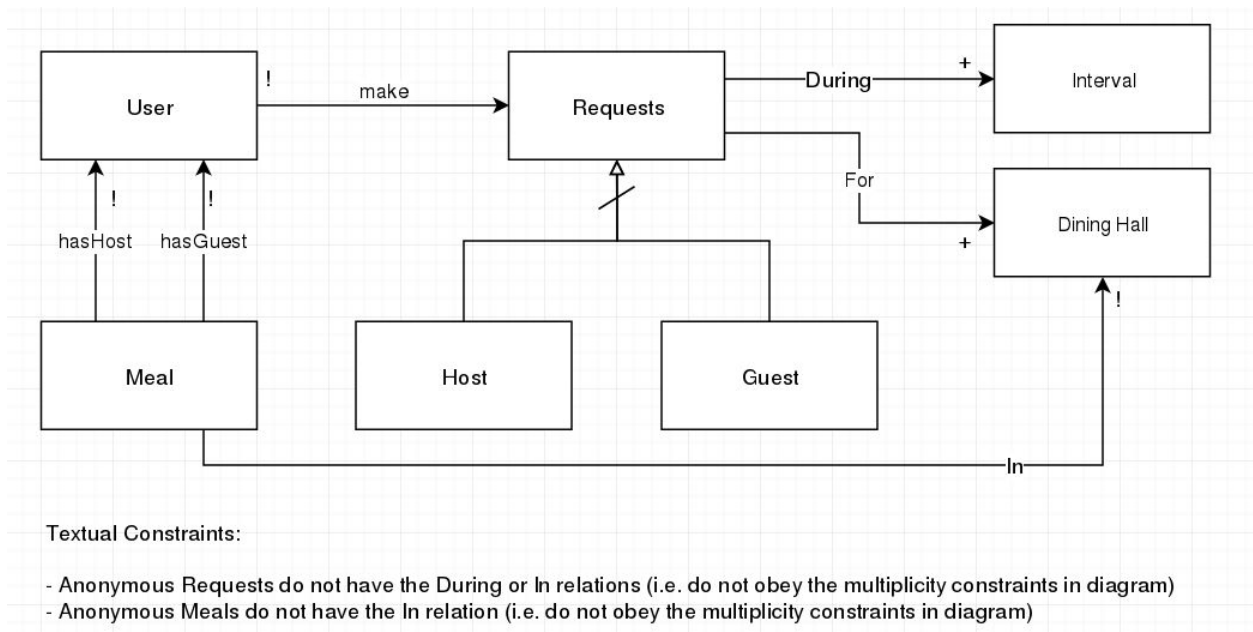 User
!
make
Requests
During
+
Interval
For
+
Dining Hall
!
!
hasHost
hasGuest
!
Meal
Host
Guest
In
Textual Constraints:
- Anonymous Requests do not have the During or In relations (i.e. do not obey the multiplicity constraints in diagram)
- Anonymous Meals do not have the In relation (i.e. do not obey the multiplicity constraints in diagram)